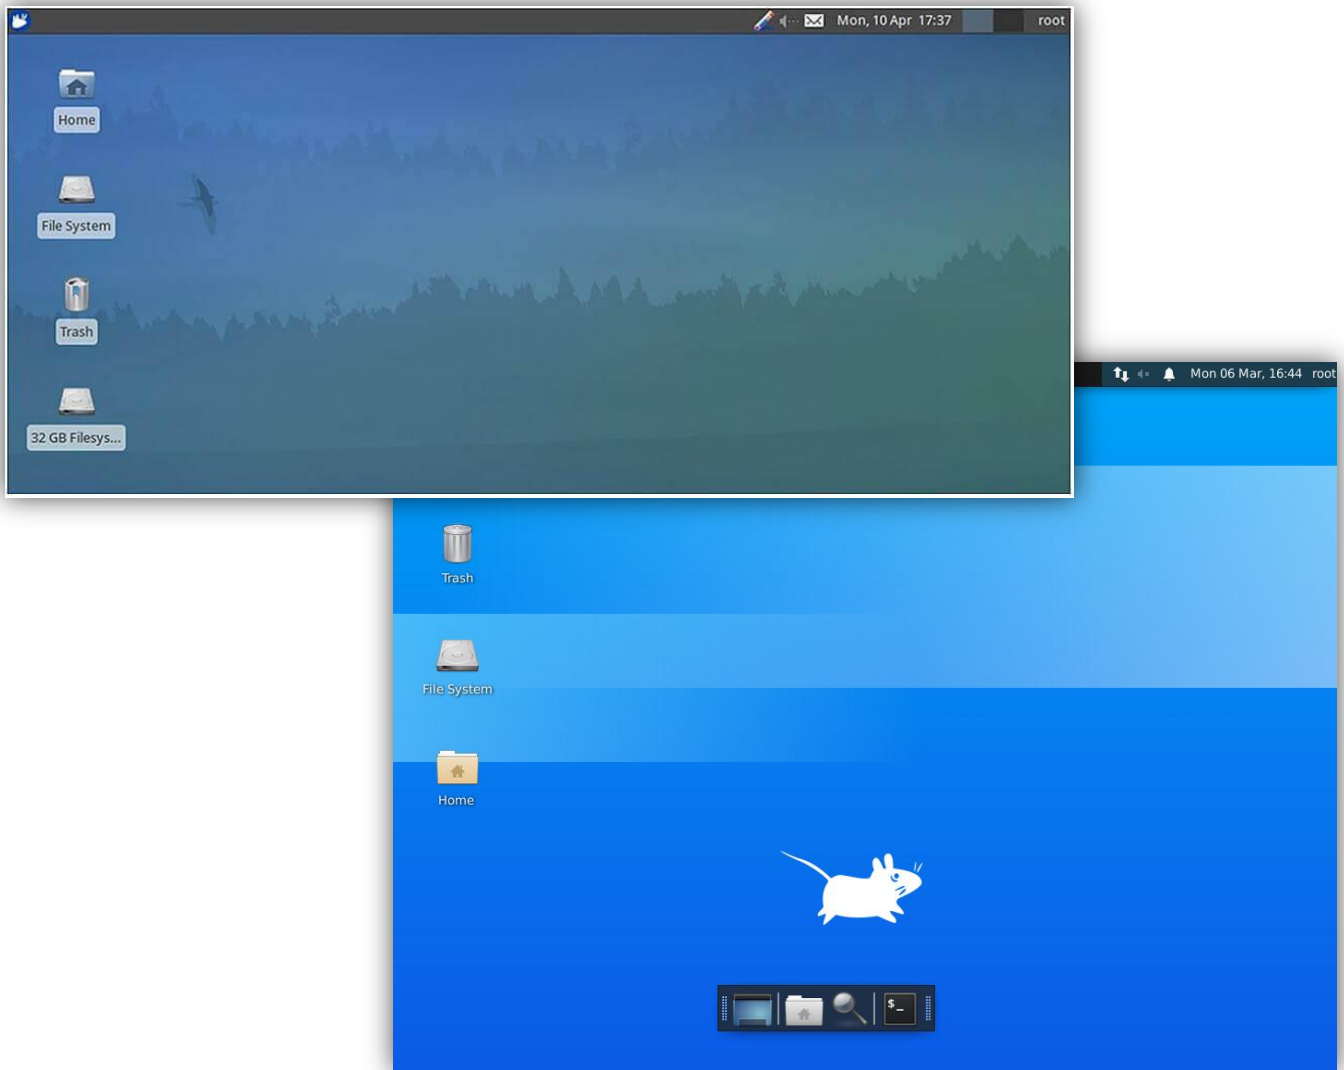 Mon, 10 Apr 17:37
root
Home
File System
Trash
32 GB Filesys...
Mon 06 Mar, 16:44 root
Trash
File System
Home
$_